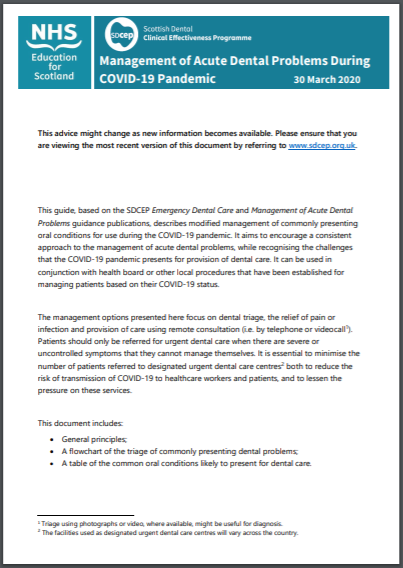 NHS
Education
for
Scotland
SDcep
Scottish Dental
Clinical Effectiveness Programme
Management of Acute Dental Problems During
COVID-19 Pandemic 30 March 2020
This advice might change as new information becomes available. Please ensure that you
are viewing the most recent version of this document by referring to www.sdcep.org.uk.
This guide, based on the SDCEP Emergency Dental Care and Management of Acute Dental
Problems guidance publications, describes modified management of commonly presenting
oral conditions for use during the COVID-19 pandemic. It aims to encourage a consistent
approach to the management of acute dental problems, while recognising the challenges
that the COVID-19 pandemic presents for provision of dental care. It can be used in
conjunction with health board or other local procedures that have been established for
managing patients based on their COVID-19 status.
The management options presented here focus on dental triage, the relief of pain or
infection and provision of care using remote consultation (i.e. by telephone or videocall¹).
Patients should only be referred for urgent dental care when there are severe or
uncontrolled symptoms that they cannot manage themselves. It is essential to minimise the
number of patients referred to designated urgent dental care centres² both to reduce the
risk of transmission of COVID-19 to healthcare workers and patients, and to lessen the
pressure on these services.
This document includes:
• General principles;
• A flowchart of the triage of commonly presenting dental problems;
• A table of the common oral conditions likely to present for dental care.
¹ Triage using photographs or video, where available, might be useful for diagnosis.
² The facilities used as designated urgent dental care centres will vary across the country.